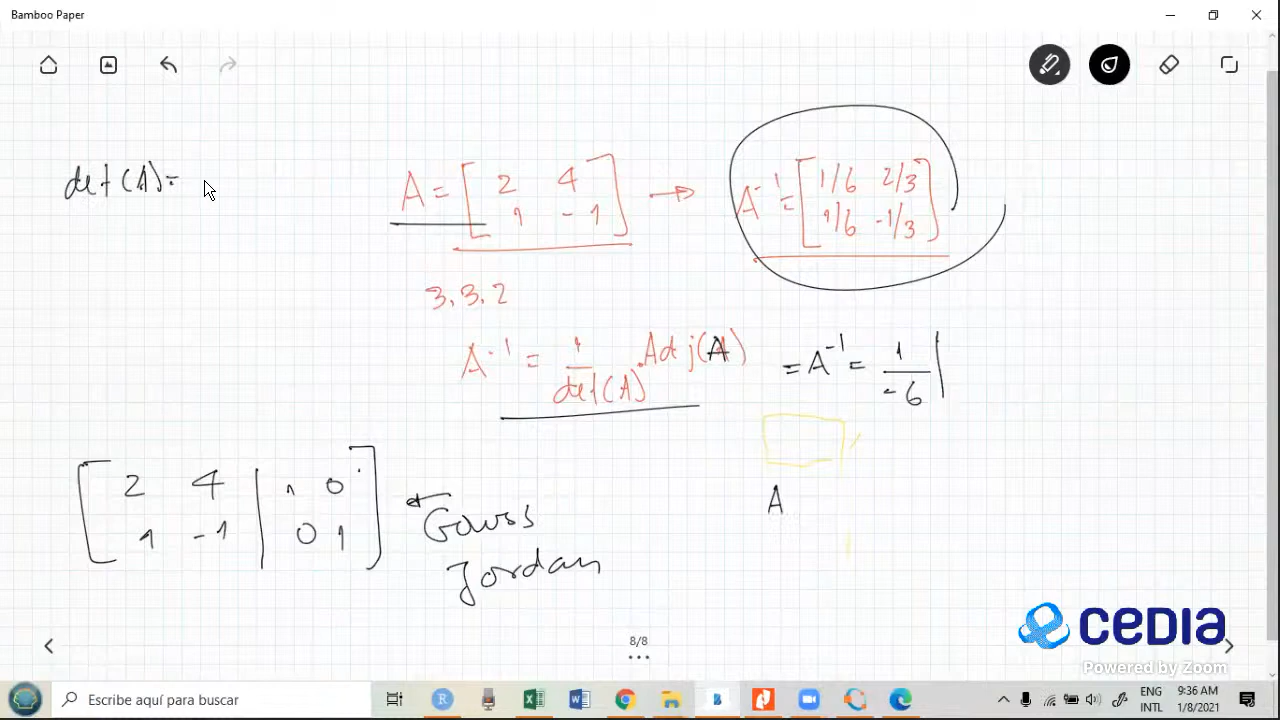 Bamboo Paper
det(A)=
A = [ 2 4 → A⁻¹ = [ 1/6 2/3
1 -1 ] 1/6 -1/3 ]
3, 3, 2
A⁻¹ = 1/det(A) . Adj(A) = A⁻¹ = 1/-6 |
[ 2 4 | 1 0
1 -1 | 0 1 ]
← Gauss
Jordan
A
CEDIA
Powered by Zoom
8/8
Escribe aquí para buscar
ENG
INTL
9:36 AM
1/8/2021